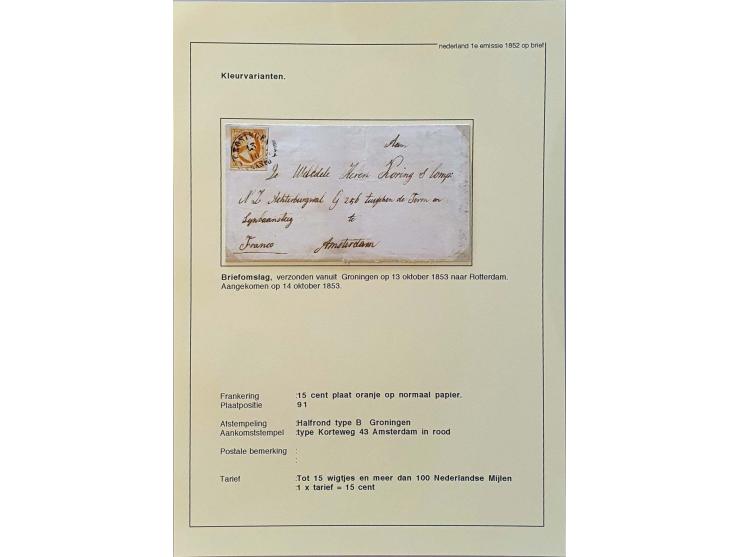 nederland 1e emissie 1852 op brief
Kleurvarianten.
Aan
De WelEdele Heren Koring & Comp:
N.Z. Achterburgwal G 256 tusschen de Torm en
Lynbaansteeg te
Franco Amsterdam
Briefomslag, verzonden vanuit Groningen op 13 oktober 1853 naar Rotterdam.
Aangekomen op 14 oktober 1853.
Frankering :15 cent plaat oranje op normaal papier.
Plaatpositie 91
Afstempeling :Halfrond type B Groningen
Aankomststempel :type Korteweg 43 Amsterdam in rood
Postale bemerking :
:
Tarief :Tot 15 wigtjes en meer dan 100 Nederlandse Mijlen
:1 x tarief = 15 cent